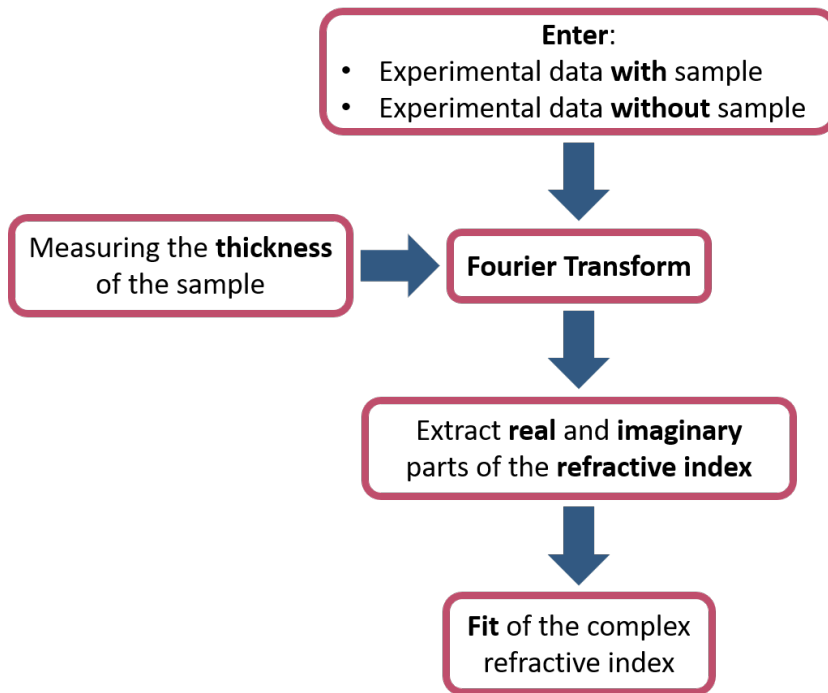 Enter:
• Experimental data with sample
• Experimental data without sample
Measuring the thickness
of the sample
Fourier Transform
Extract real and imaginary
parts of the refractive index
Fit of the complex
refractive index